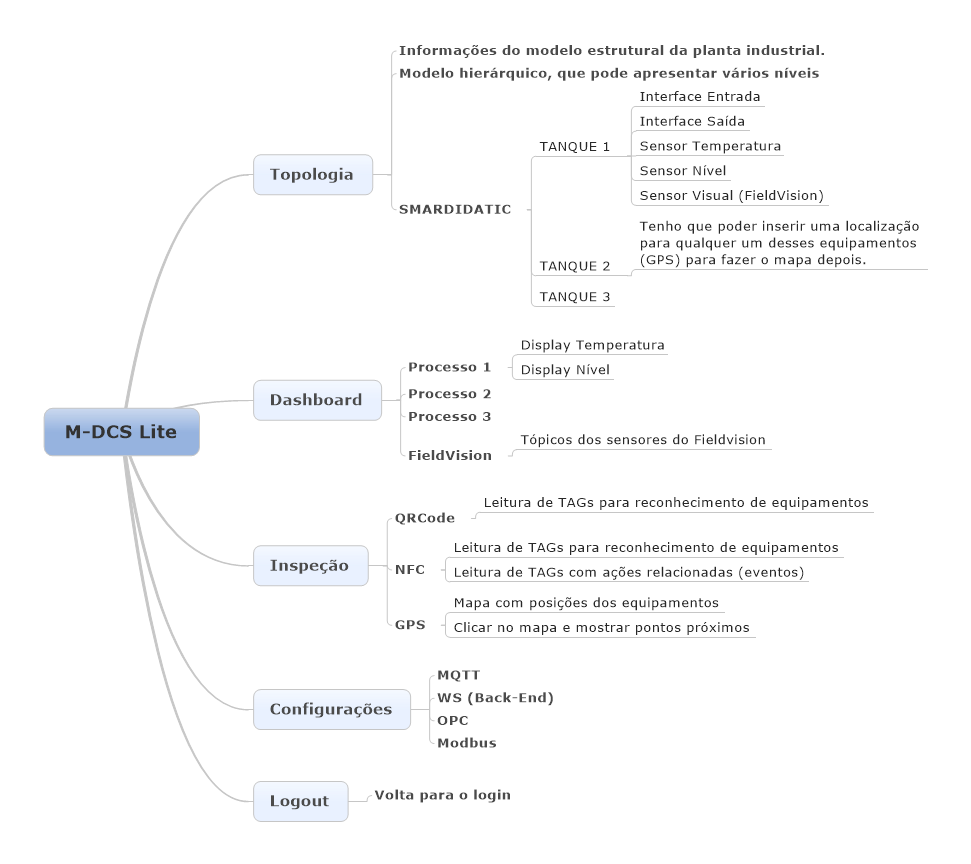 M-DCS Lite
Topologia
Informações do modelo estrutural da planta industrial.
Modelo hierárquico, que pode apresentar vários níveis
SMARDIDATIC
TANQUE 1
Interface Entrada
Interface Saída
Sensor Temperatura
Sensor Nível
Sensor Visual (FieldVision)
TANQUE 2
Tenho que poder inserir uma localização
para qualquer um desses equipamentos
(GPS) para fazer o mapa depois.
TANQUE 3
Dashboard
Processo 1
Display Temperatura
Display Nível
Processo 2
Processo 3
FieldVision
Tópicos dos sensores do Fieldvision
Inspeção
QRCode
Leitura de TAGs para reconhecimento de equipamentos
NFC
Leitura de TAGs para reconhecimento de equipamentos
Leitura de TAGs com ações relacionadas (eventos)
GPS
Mapa com posições dos equipamentos
Clicar no mapa e mostrar pontos próximos
Configurações
MQTT
WS (Back-End)
OPC
Modbus
Logout
Volta para o login